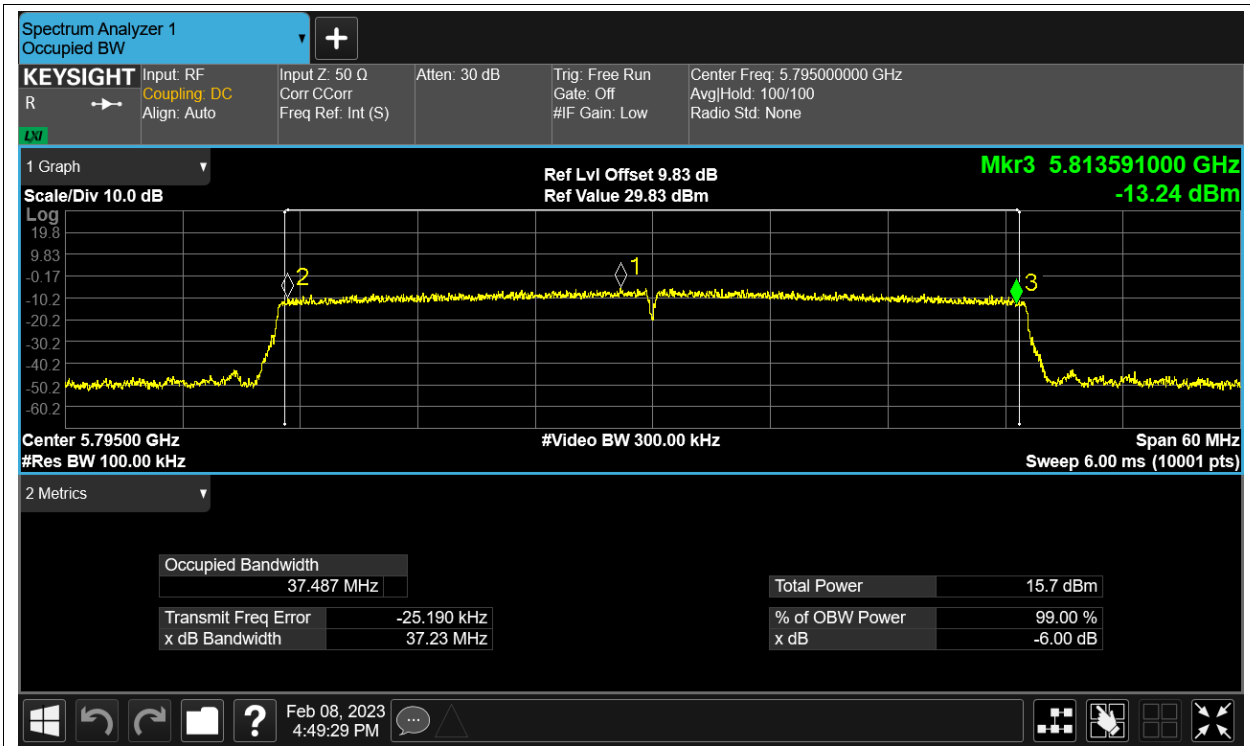 Spectrum Analyzer 1
Occupied BW
KEYSIGHT
R
LXI
Input: RF
Coupling: DC
Align: Auto
Input Z: 50 Ω
Corr CCorr
Freq Ref: Int (S)
Atten: 30 dB
Trig: Free Run
Gate: Off
#IF Gain: Low
Center Freq: 5.795000000 GHz
Avg|Hold: 100/100
Radio Std: None
1 Graph
Scale/Div 10.0 dB
Ref Lvl Offset 9.83 dB
Ref Value 29.83 dBm
Mkr3 5.813591000 GHz
-13.24 dBm
Log
19.8
9.83
-0.17
-10.2
-20.2
-30.2
-40.2
-50.2
-60.2
2
1
3
Center 5.79500 GHz
#Video BW 300.00 kHz
Span 60 MHz
#Res BW 100.00 kHz
Sweep 6.00 ms (10001 pts)
2 Metrics
Occupied Bandwidth
37.487 MHz
Transmit Freq Error -25.190 kHz
x dB Bandwidth 37.23 MHz
Total Power 15.7 dBm
% of OBW Power 99.00 %
x dB -6.00 dB
?
Feb 08, 2023
4:49:29 PM